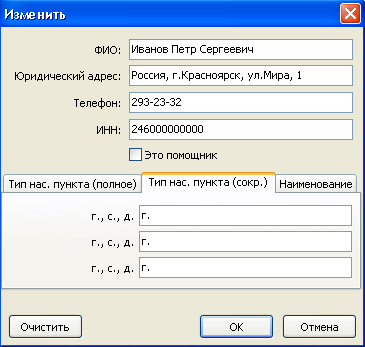 Изменить
ФИО: Иванов Петр Сергеевич
Юридический адрес: Россия, г.Красноярск, ул.Мира, 1
Телефон: 293-23-32
ИНН: 246000000000
Это помощник
Тип нас. пункта (полное) Тип нас. пункта (сокр.) Наименование
г., с., д. г.
г., с., д. г.
г., с., д. г.
Очистить OK Отмена